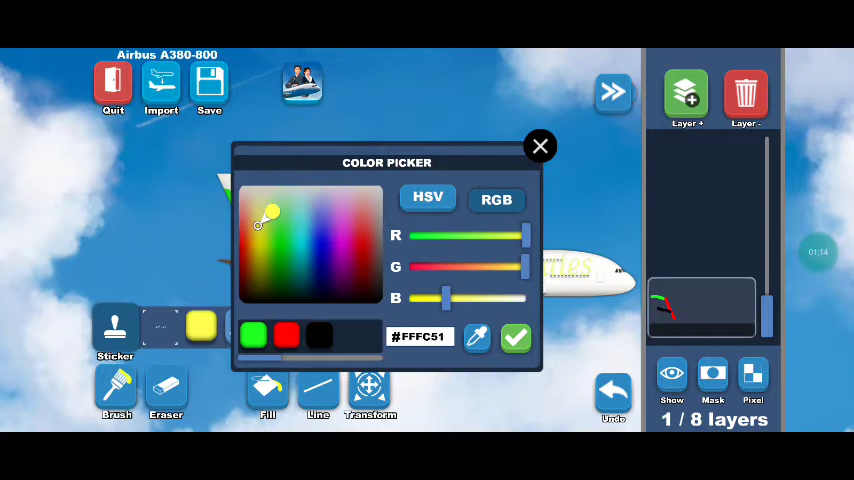 Airbus A380-800
Quit
Import
Save
Layer +
Layer -
COLOR PICKER
HSV
RGB
R
G
B
#FFFC51
01:14
Sticker
Brush
Eraser
Fill
Line
Transform
Undo
Show
Mask
Pixel
1 / 8 layers